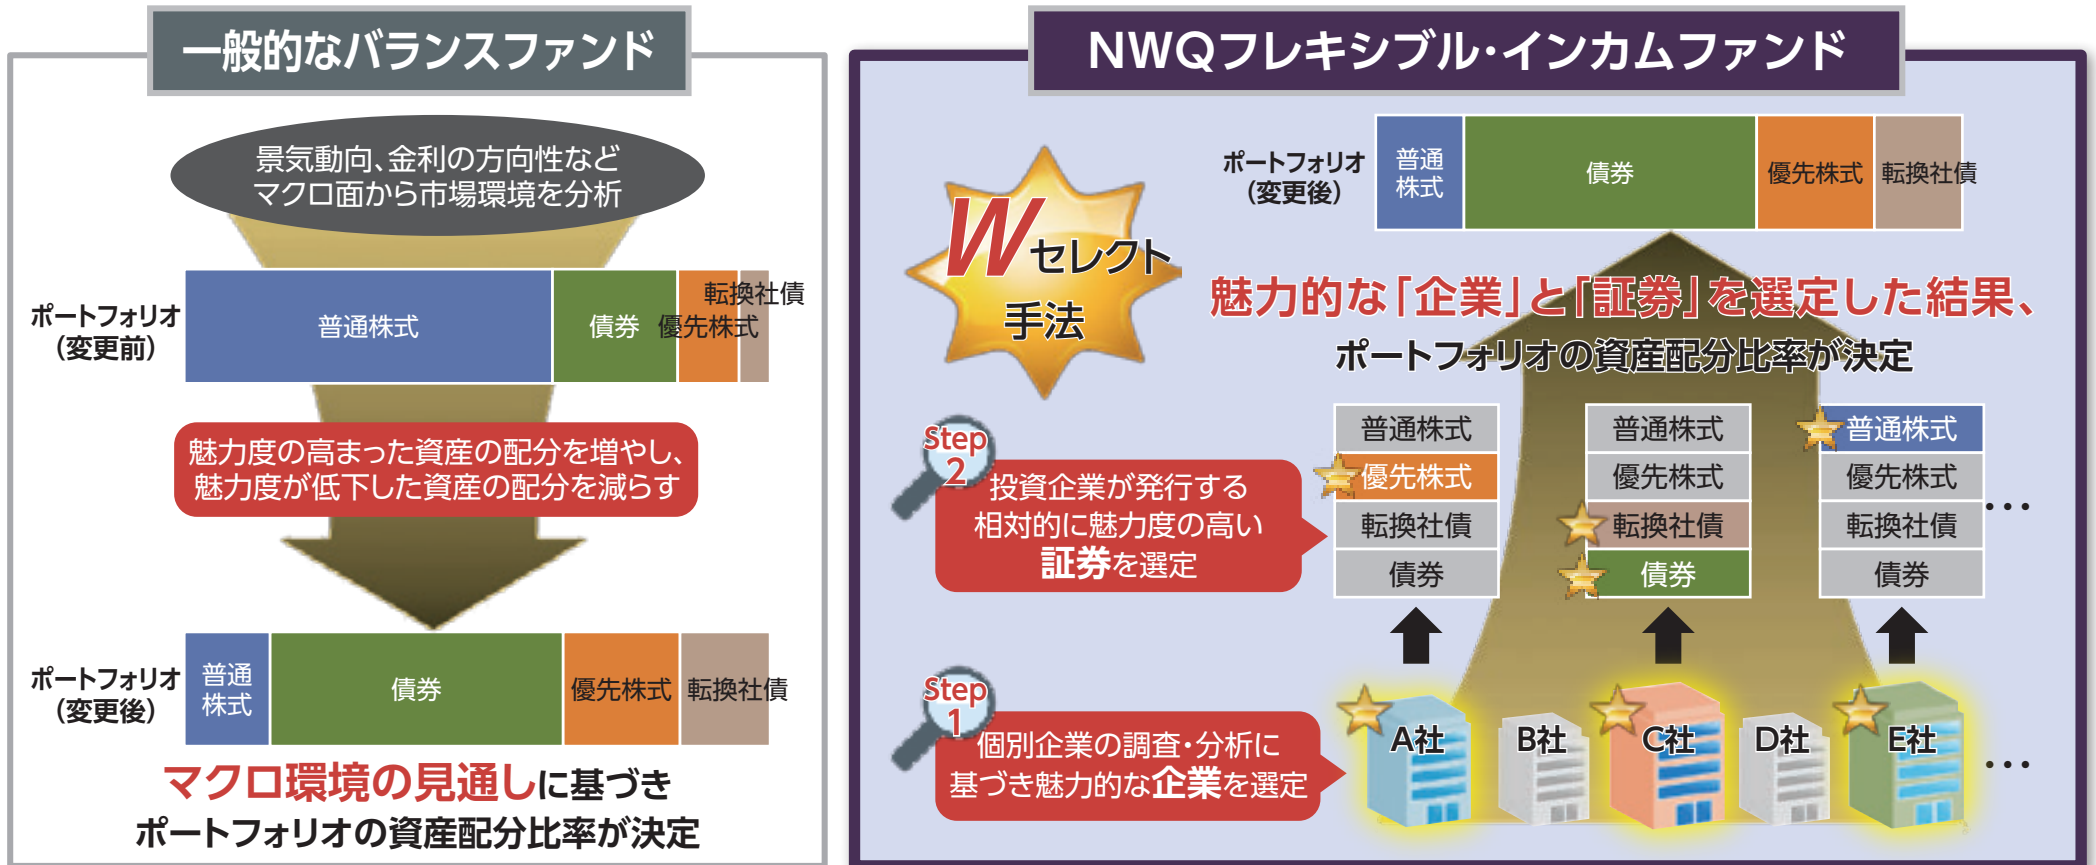 一般的なバランスファンド
景気動向、金利の方向性など
マクロ面から市場環境を分析
ポートフォリオ
（変更前）
普通株式
債券
優先株式
転換社債
魅力度の高まった資産の配分を増やし、
魅力度が低下した資産の配分を減らす
ポートフォリオ
（変更後）
普通
株式
債券
優先株式
転換社債
マクロ環境の見通しに基づき
ポートフォリオの資産配分比率が決定
NWQフレキシブル・インカムファンド
Wセレクト
手法
ポートフォリオ
（変更後）
普通
株式
債券
優先株式
転換社債
魅力的な「企業」と「証券」を選定した結果、
ポートフォリオの資産配分比率が決定
Step
2
投資企業が発行する
相対的に魅力度の高い
証券を選定
普通株式
優先株式
転換社債
債券
普通株式
優先株式
転換社債
債券
普通株式
優先株式
転換社債
債券
…
Step
1
個別企業の調査・分析に
基づき魅力的な企業を選定
A社
B社
C社
D社
E社
…